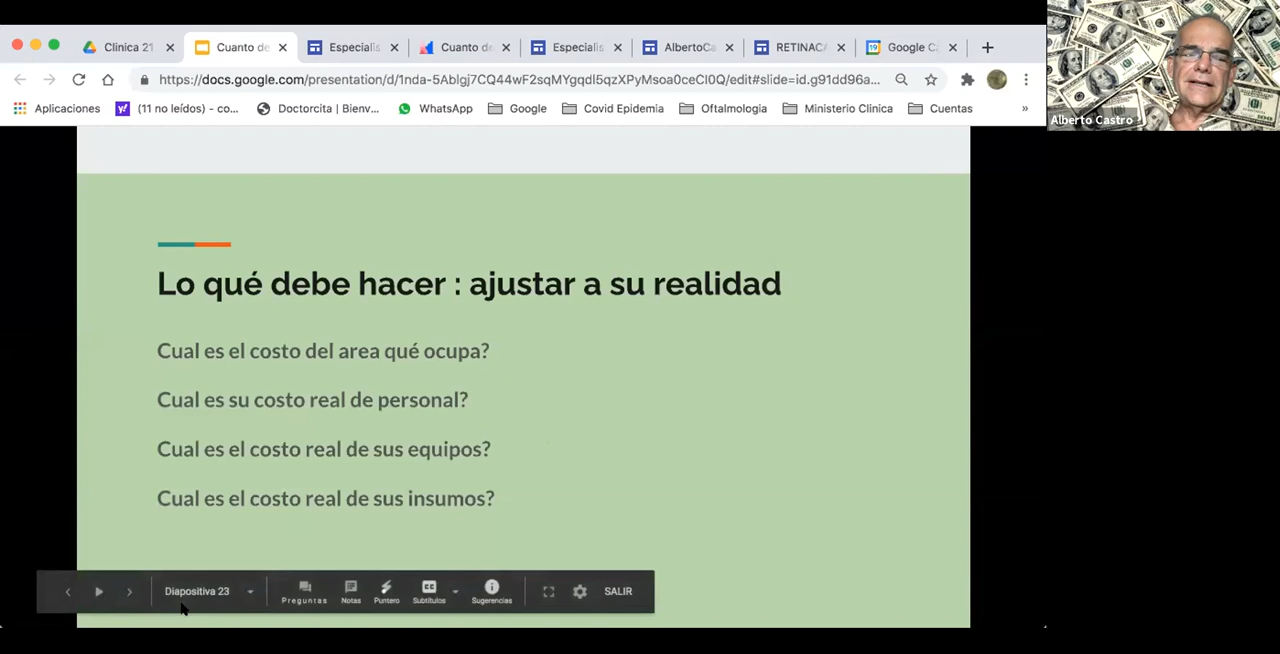 Clinica 21
Cuanto de
Especialis
Cuanto de
Especialis
AlbertoCa
RETINACA
19
Google C
https://docs.google.com/presentation/d/1nda-5Ablgj7CQ44wF2sqMYgqdl5qzXPyMsoa0ceCl0Q/edit#slide=id.g91dd96a...
Aplicaciones
(11 no leídos) - co...
Doctorcita | Bienv...
WhatsApp
Google
Covid Epidemia
Oftalmologia
Ministerio Clinica
Cuentas
»
Alberto Castro
Lo qué debe hacer : ajustar a su realidad
Cual es el costo del area qué ocupa?
Cual es su costo real de personal?
Cual es el costo real de sus equipos?
Cual es el costo real de sus insumos?
Diapositiva 23
Preguntas
Notas
Puntero
CC
Subtítulos
Sugerencias
SALIR